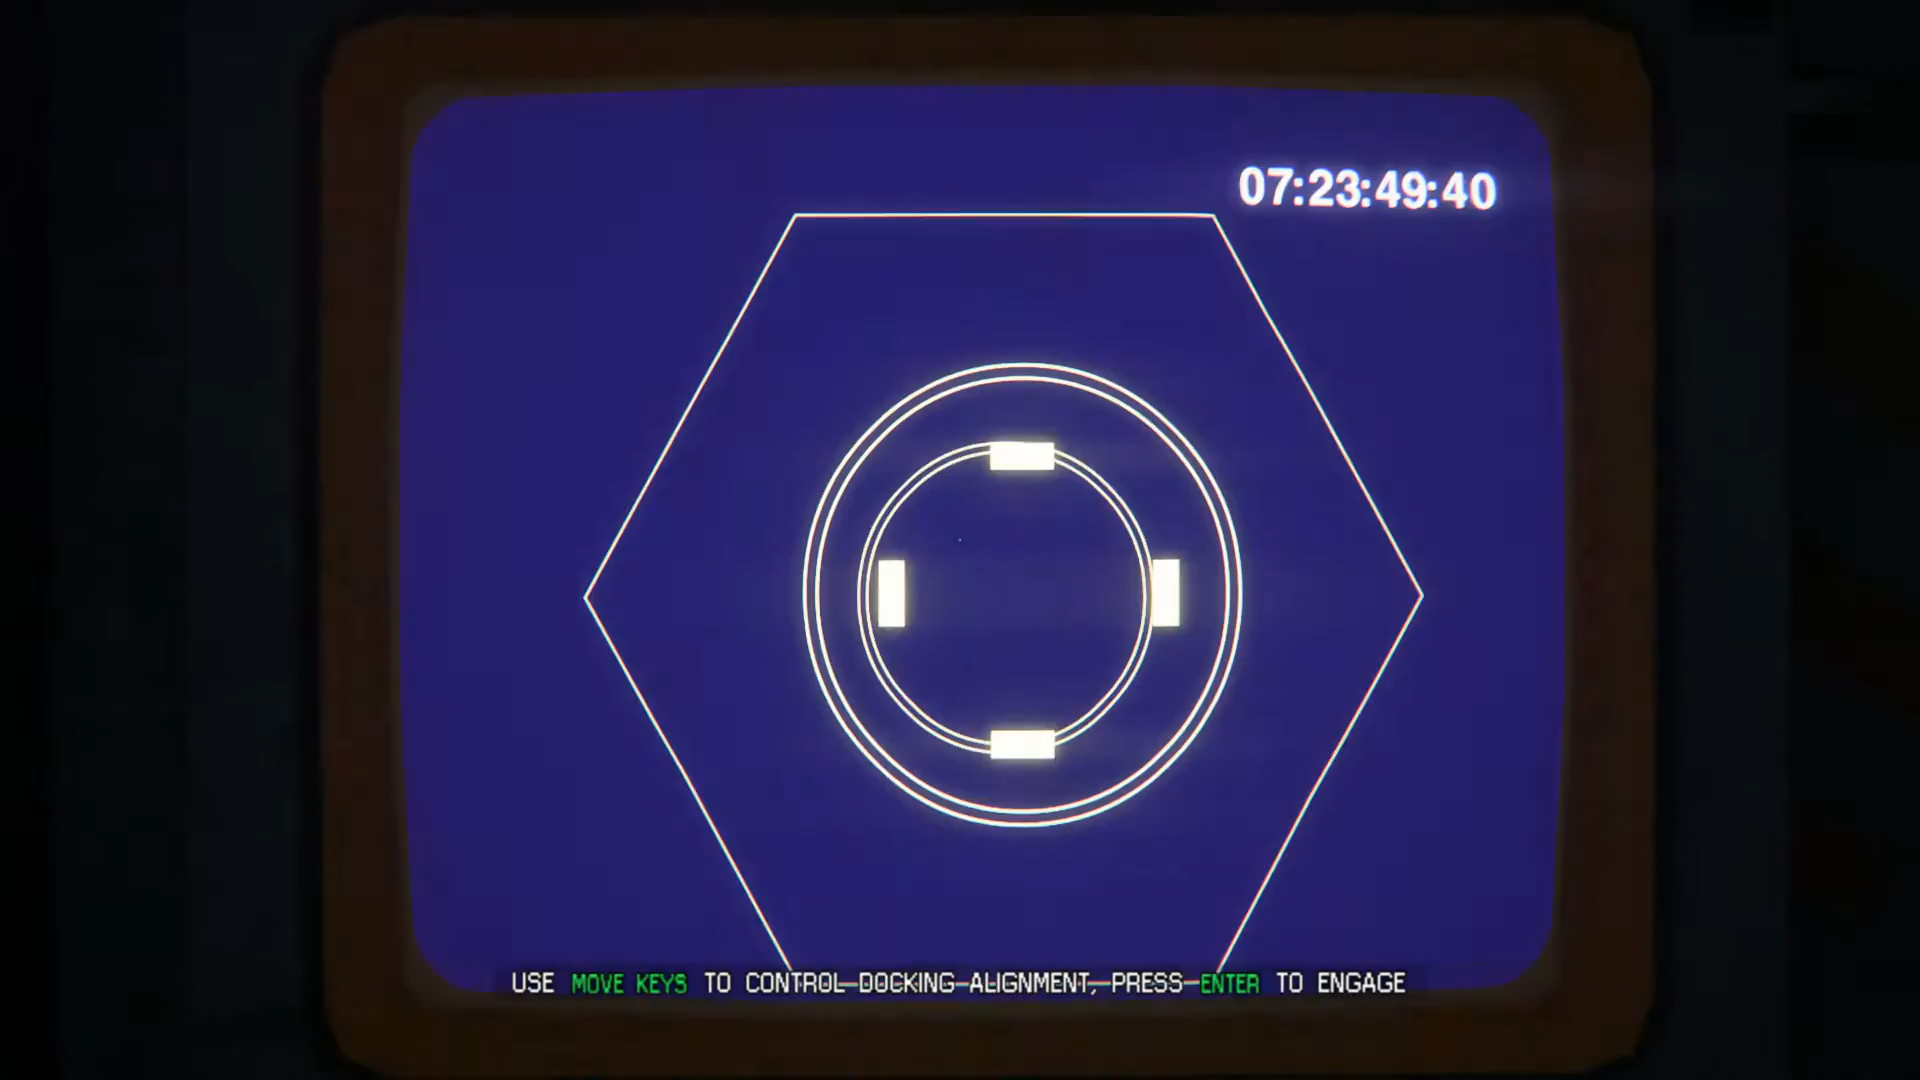 07:23:49:40
USE MOVE KEYS TO CONTROL DOCKING ALIGNMENT, PRESS ENTER TO ENGAGE